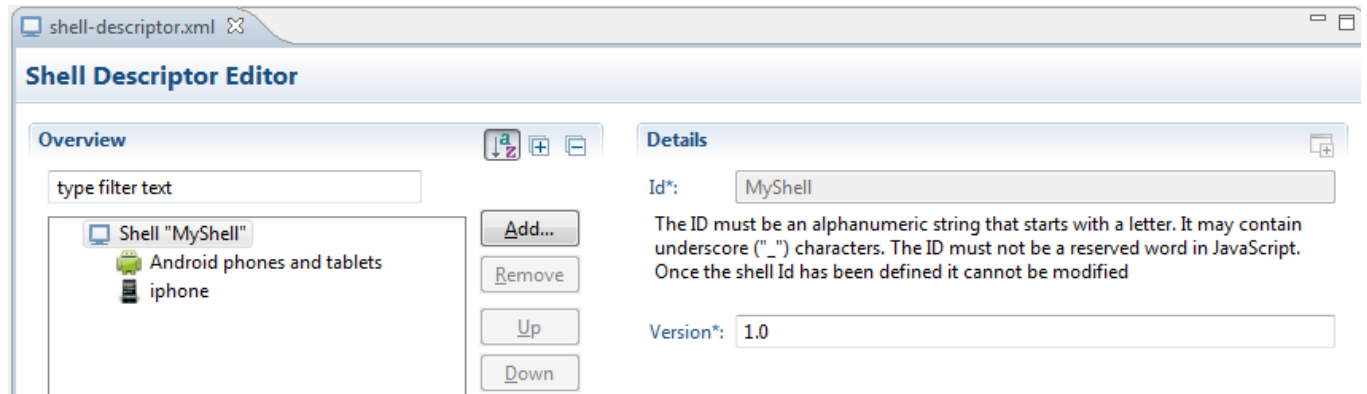 shell-descriptor.xml
Shell Descriptor Editor
Overview
type filter text
Shell "MyShell"
Android phones and tablets
iphone
Add...
Remove
Up
Down
Details
Id*: MyShell
The ID must be an alphanumeric string that starts with a letter. It may contain
underscore ("_") characters. The ID must not be a reserved word in JavaScript.
Once the shell Id has been defined it cannot be modified
Version*: 1.0